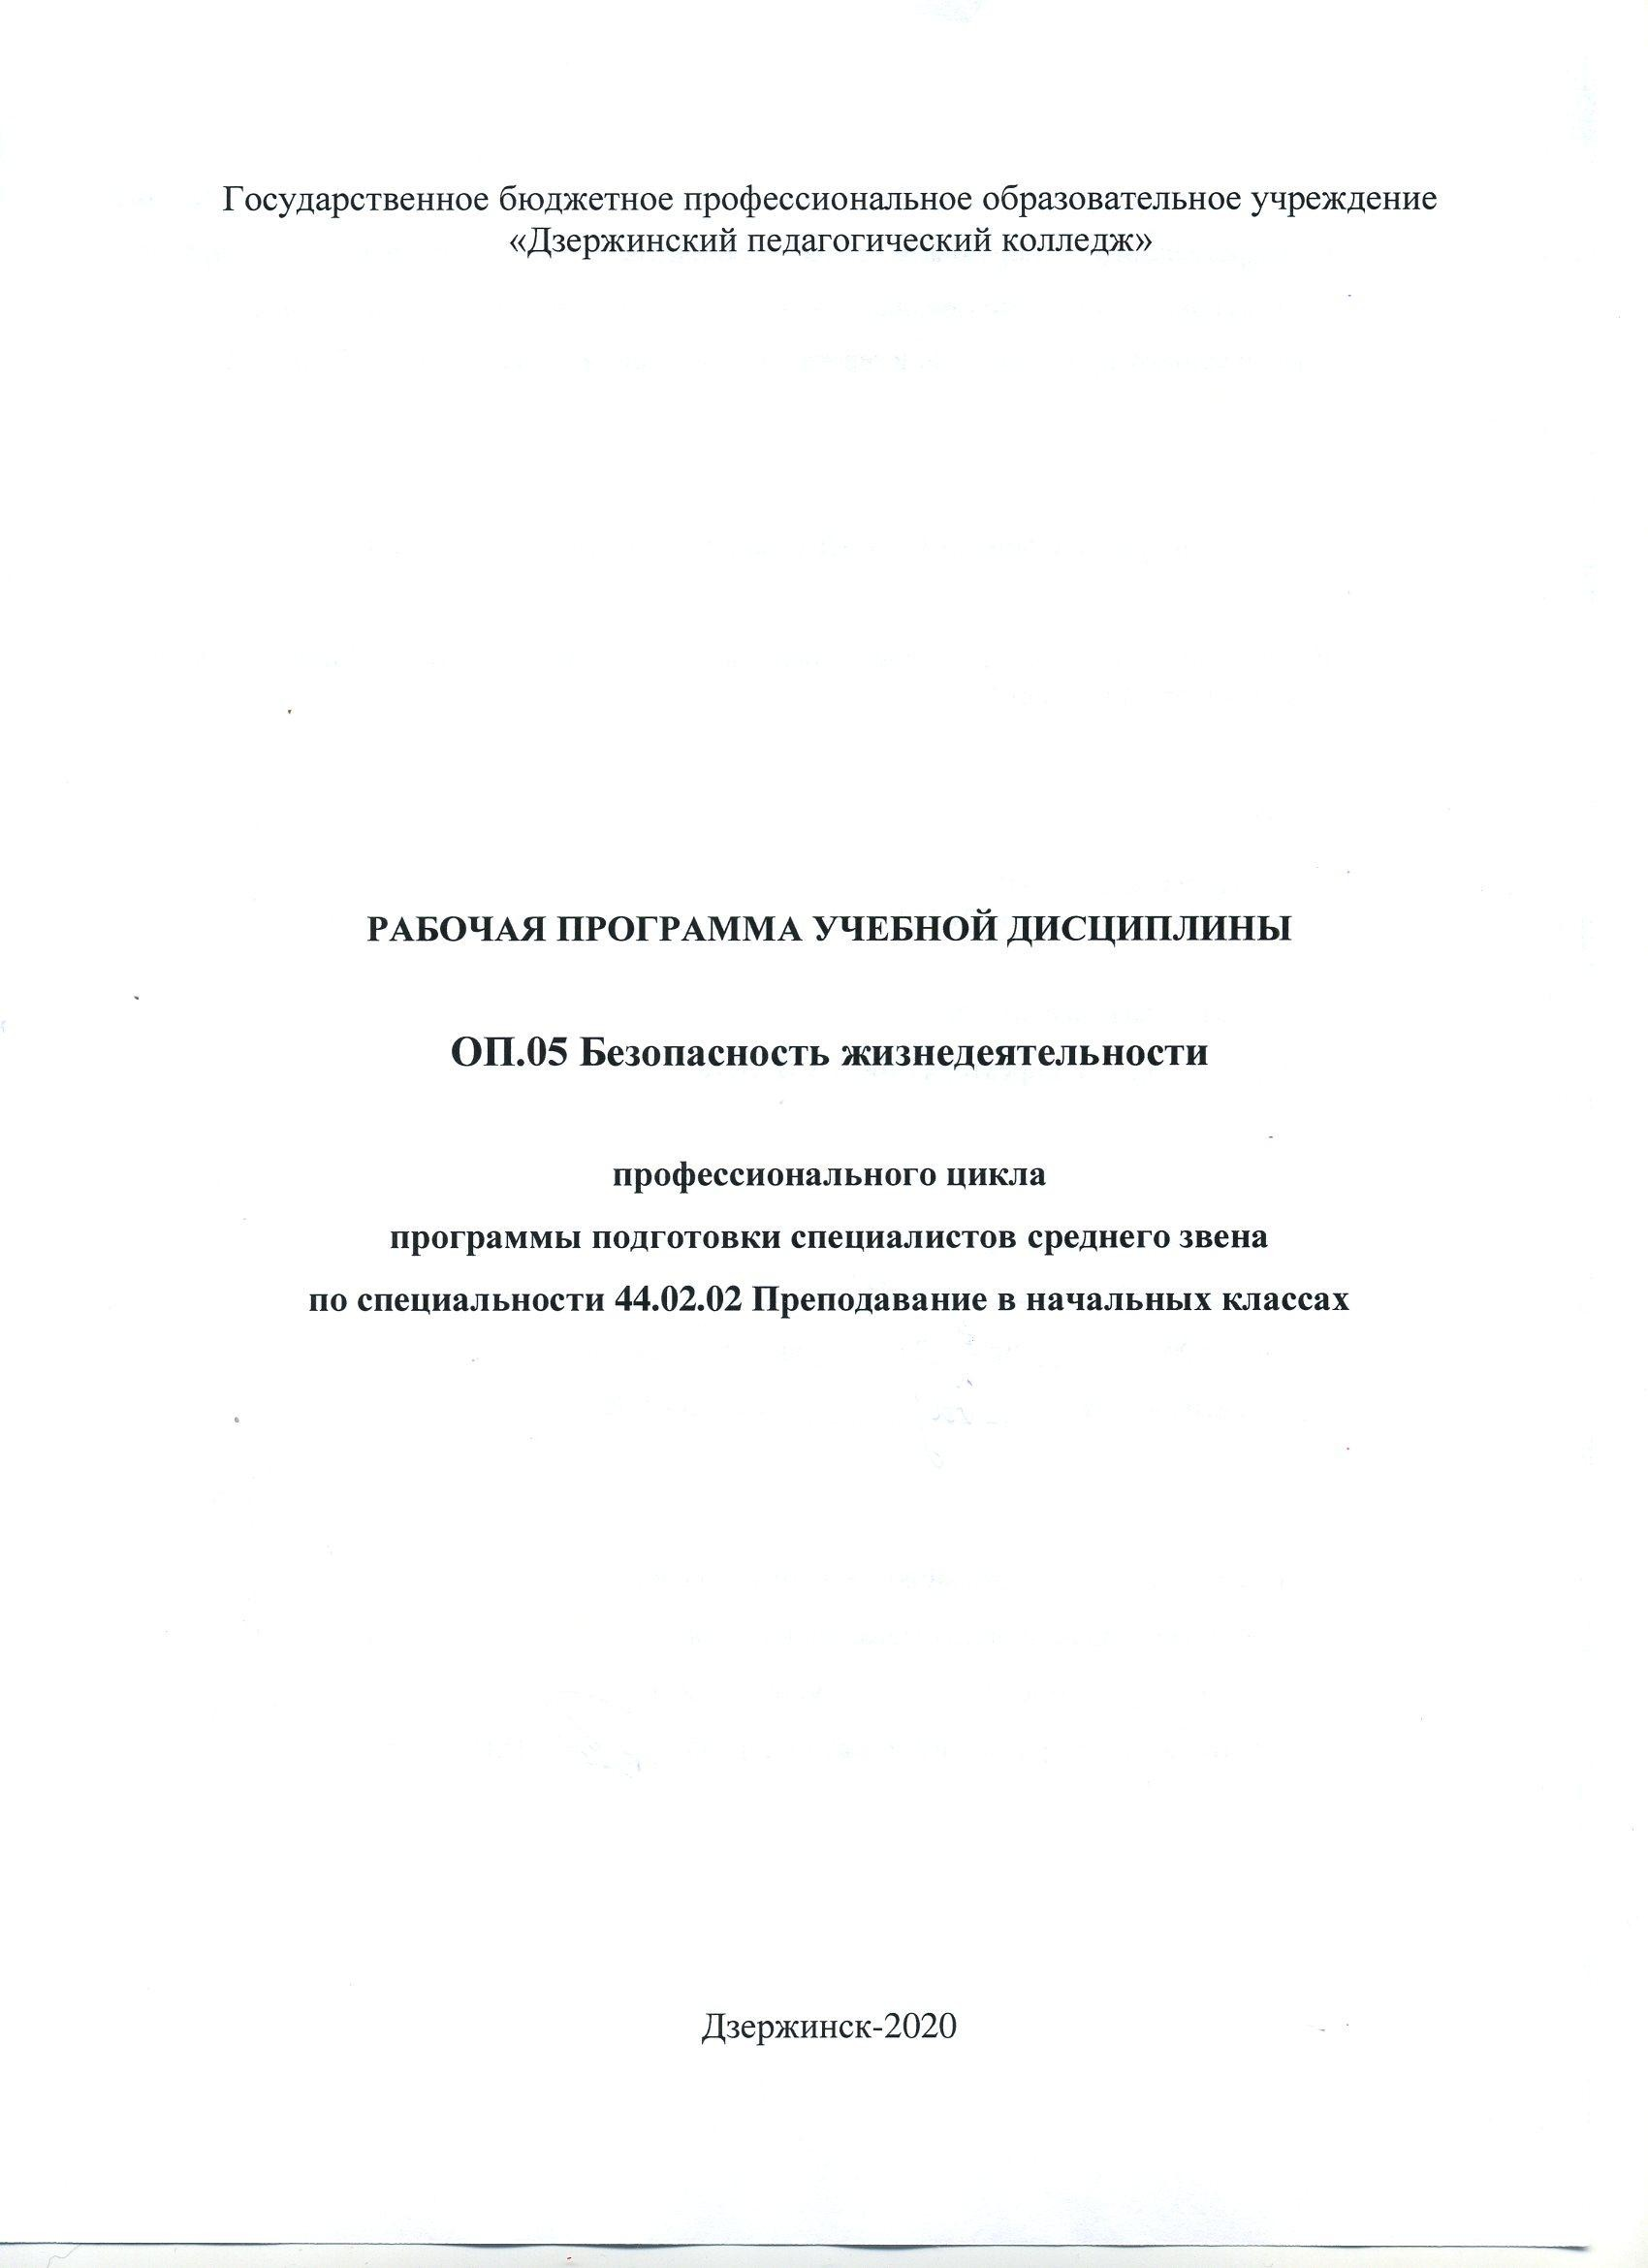 Государственное бюджетное профессиональное образовательное учреждение
«Дзержинский педагогический колледж»
РАБОЧАЯ ПРОГРАММА УЧЕБНОЙ ДИСЦИПЛИНЫ
ОП.05 Безопасность жизнедеятельности
профессионального цикла
программы подготовки специалистов среднего звена
по специальности 44.02.02 Преподавание в начальных классах
Дзержинск-2020